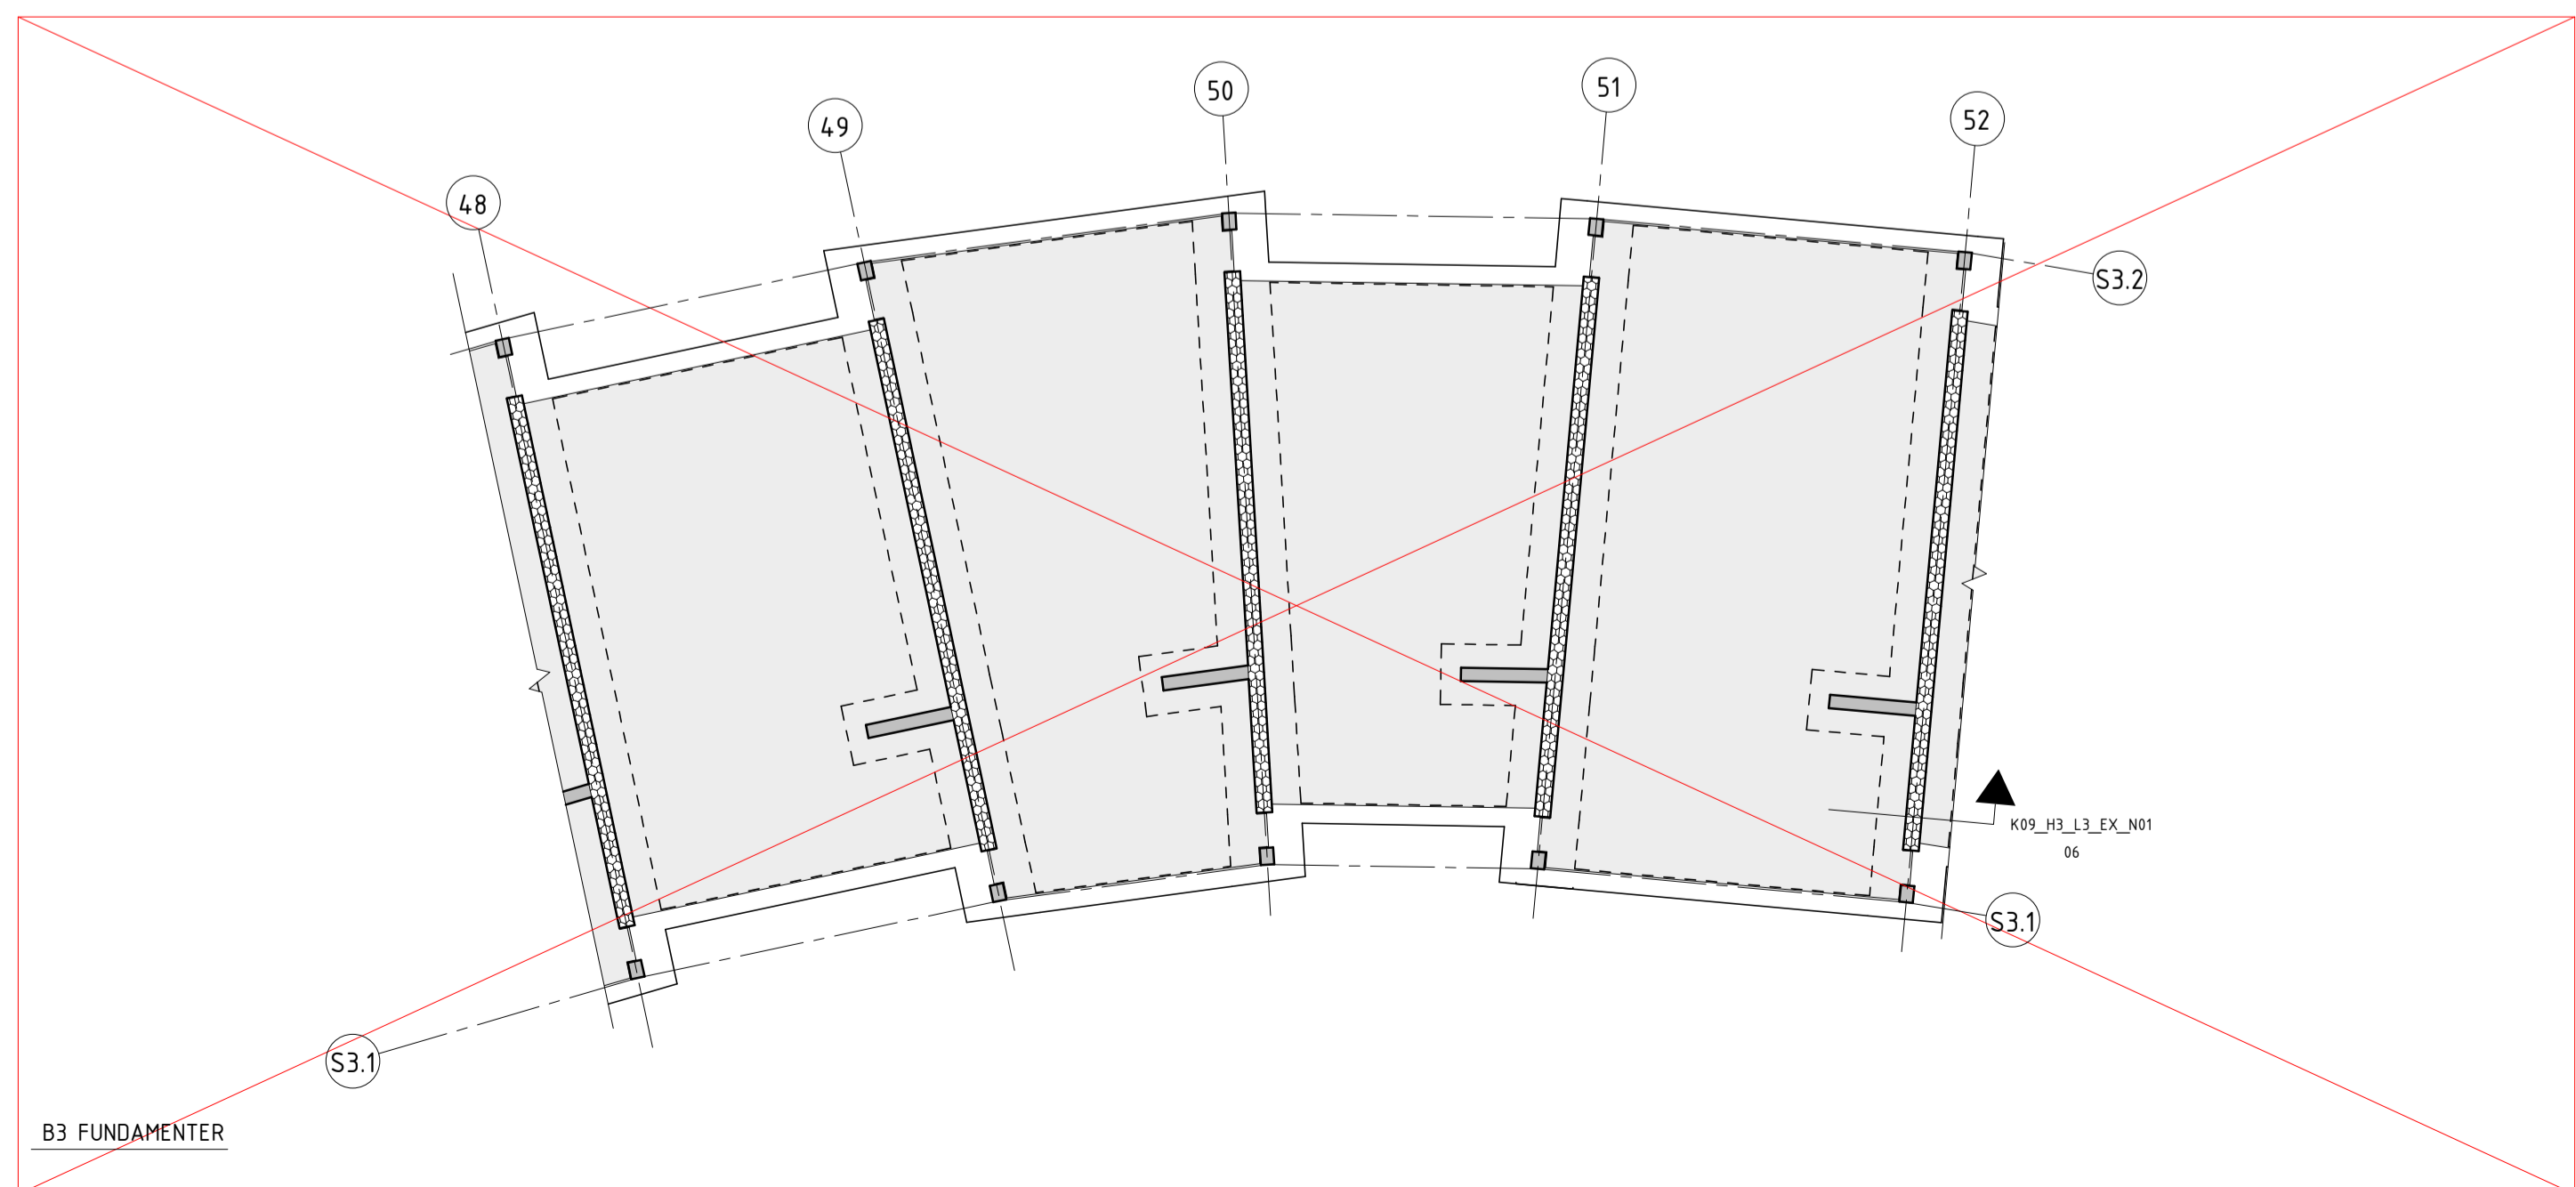 50
51
49
52
48
S3.2
K09_H3_L3_EX_N01
06
S3.1
S3.1
B3 FUNDAMENTER